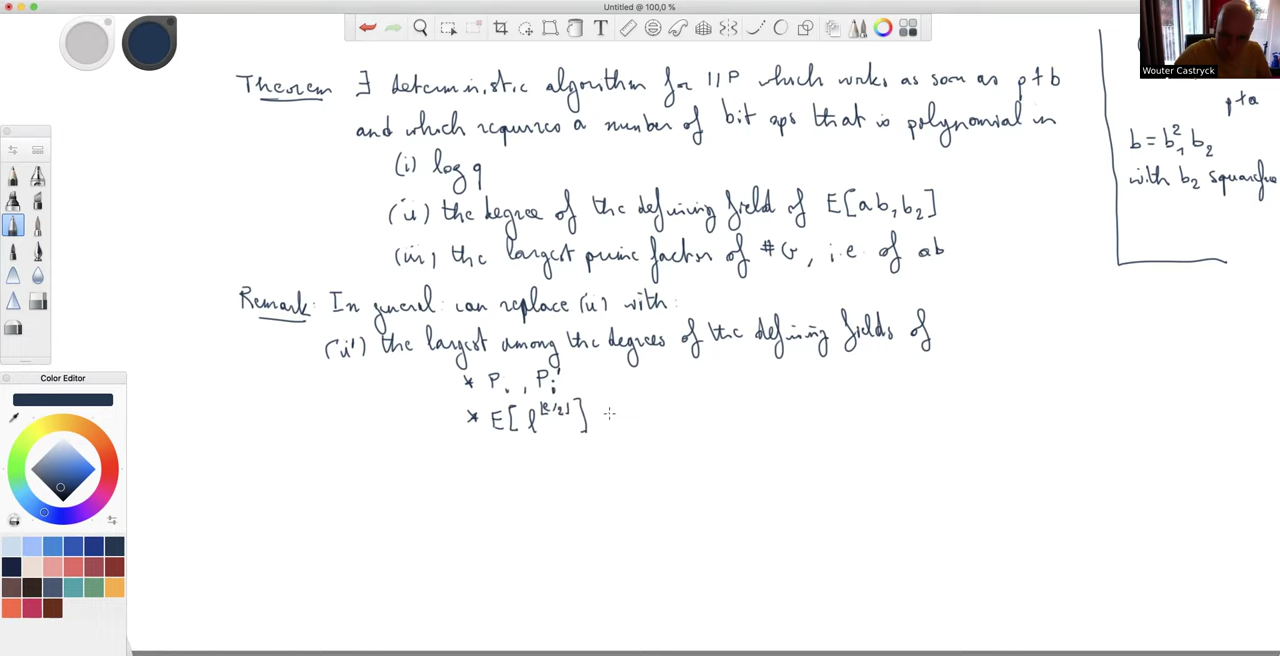 Untitled @ 100,0 %
Wouter Castryck
Theorem ∃ deterministic algorithm for IIP which works as soon as p ∤ b
and which requires a number of bit ops that is polynomial in
(i) log q
(ii) the degree of the defining field of E[ab₁b₂]
(iii) the largest prime factor of #G, i.e. of ab
Remark: In general: can replace (ii) with:
(ii') the largest among the degrees of the defining fields of
* Pᵢ, Pᵢ'
* E[ℓ^⌊e/2⌋]
p ∤ a
b = b₁² b₂
with b₂ squarefree
Color Editor